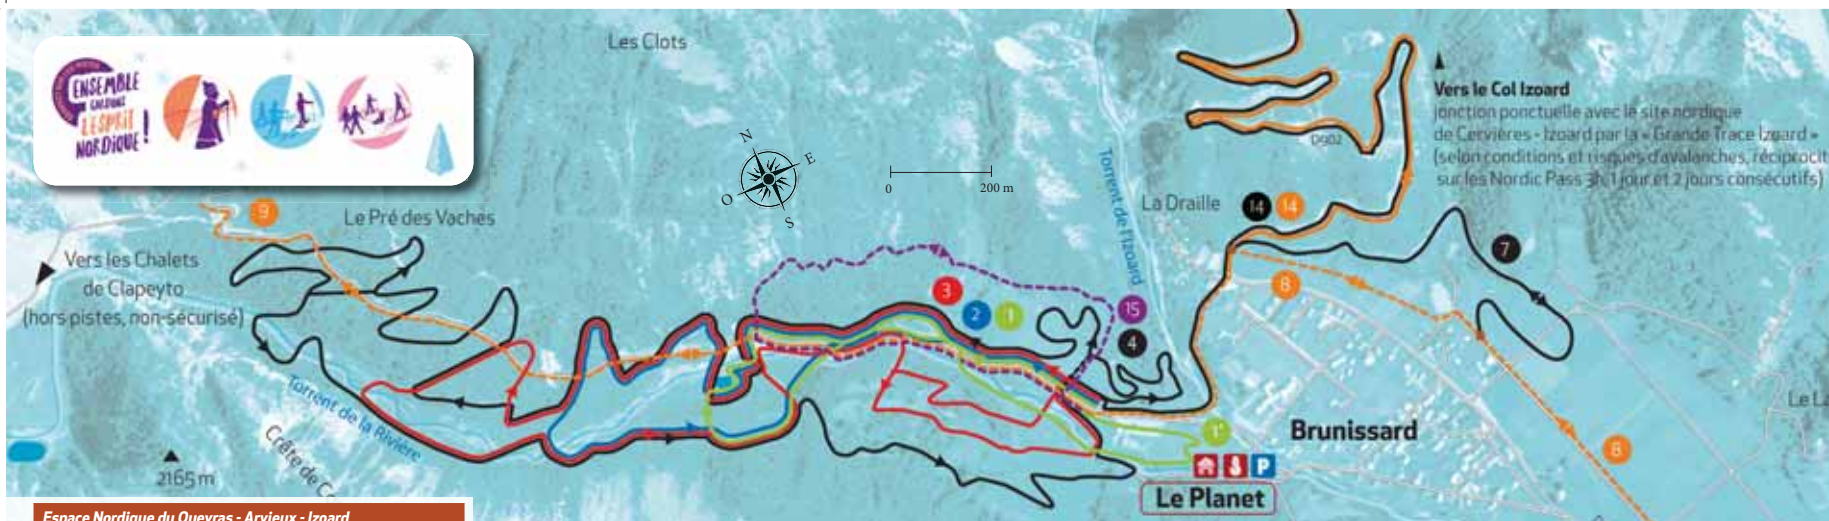 ENSEMBLE
GARDONS
L'ESPRIT
NORDIQUE !
Les Clots
N
E
S
O
0
200 m
Vers le Col Izoard
jonction ponctuelle avec le site nordique
de Cervières - Izoard par la « Grande Trace Izoard »
(selon conditions et risques d'avalanches, réciprocit
sur les Nordic Pass 3h, 1 jour et 2 jours consécutifs)
D902
Torrent de l'Izoard
La Draille
14
14
7
9
Le Pré des Vaches
Vers les Chalets
de Clapeyto
(hors pistes, non-sécurisé)
3
2
1
15
4
8
Torrent de la Rivière
Crête de
2165 m
Brunissard
1*
P
Le Planet
8
Espace Nordique du Queyras - Arvieux - Izoard